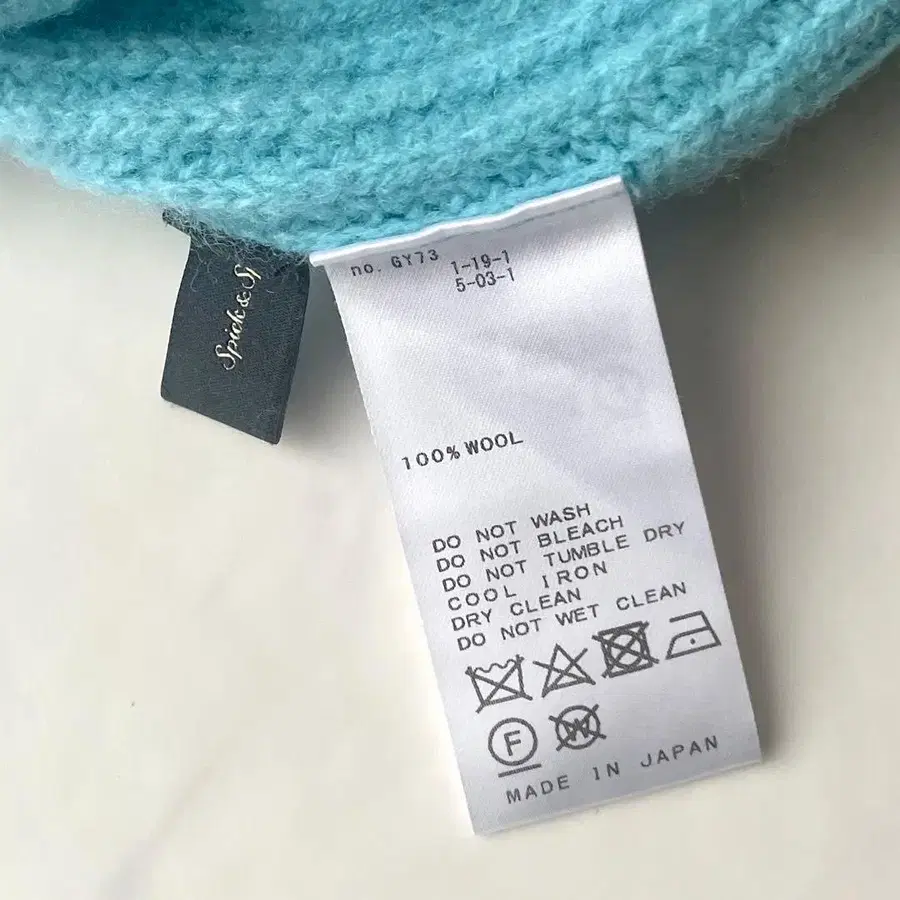 Spick & Sp
no. GY73
1-19-1
5-03-1
100% WOOL
DO NOT WASH
DO NOT BLEACH
DO NOT TUMBLE DRY
COOL IRON
DRY CLEAN
DO NOT WET CLEAN
F
W
MADE IN JAPAN